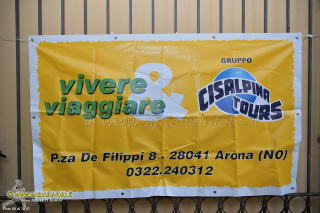 GRUPPO
vivere
&
viaggiare
CISALPINA
TOURS
P.za De Filippi 8 - 28041 Arona (NO)
0322.240312